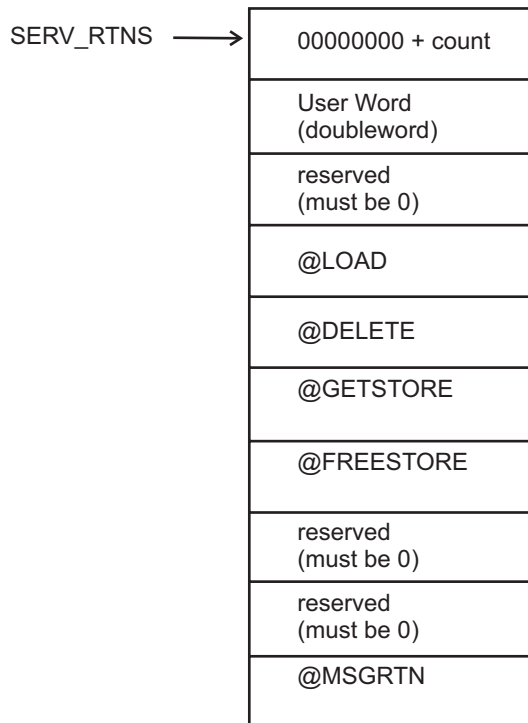 SERV_RTNS
00000000 + count
User Word
(doubleword)
reserved
(must be 0)
@LOAD
@DELETE
@GETSTORE
@FREESTORE
reserved
(must be 0)
reserved
(must be 0)
@MSGRTN